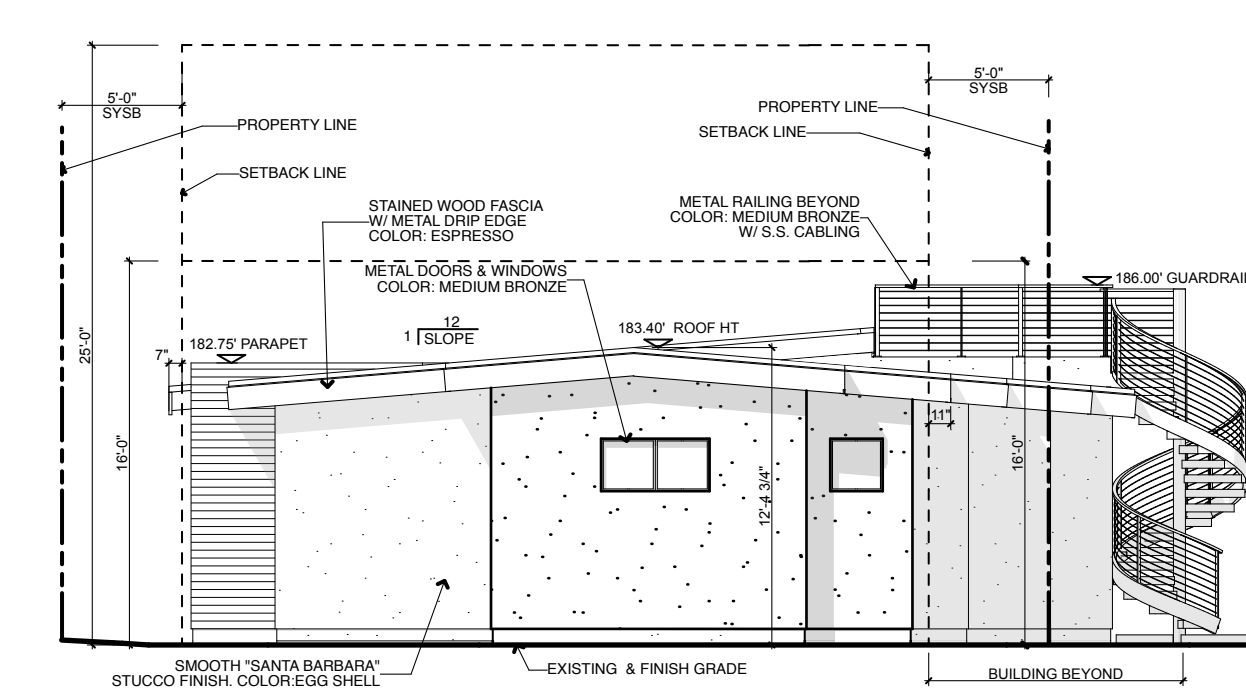 5'-0"
SYSB
5'-0"
SYSB
PROPERTY LINE
PROPERTY LINE
SETBACK LINE
SETBACK LINE
STAINED WOOD FASCIA
W/ METAL DRIP EDGE
COLOR: ESPRESSO
METAL RAILING BEYOND
COLOR: MEDIUM BRONZE
W/ S.S. CABLING
METAL DOORS & WINDOWS
COLOR: MEDIUM BRONZE
186.00' GUARDRAIL
12
1
SLOPE
183.40' ROOF HT
182.75' PARAPET
7"
25'-0"
16'-0"
11"
16'-0"
12'-4 3/4"
SMOOTH "SANTA BARBARA"
STUCCO FINISH. COLOR:EGG SHELL
EXISTING & FINISH GRADE
BUILDING BEYOND